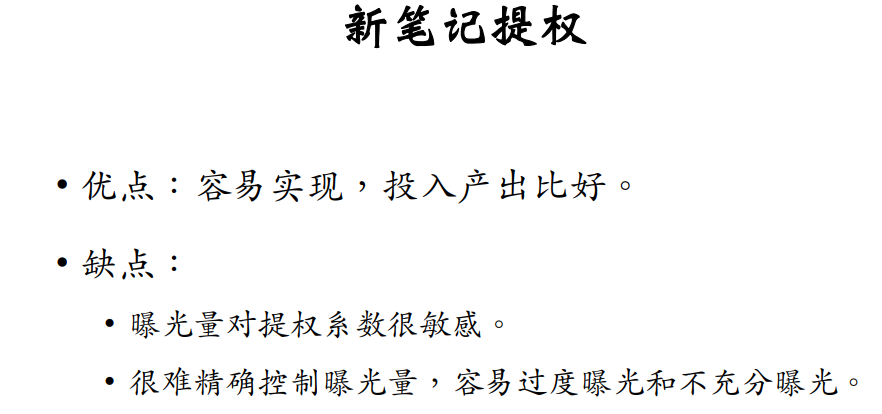 新笔记提权
• 优点：容易实现，投入产出比好。
• 缺点：
• 曝光量对提权系数很敏感。
• 很难精确控制曝光量，容易过度曝光和不充分曝光。